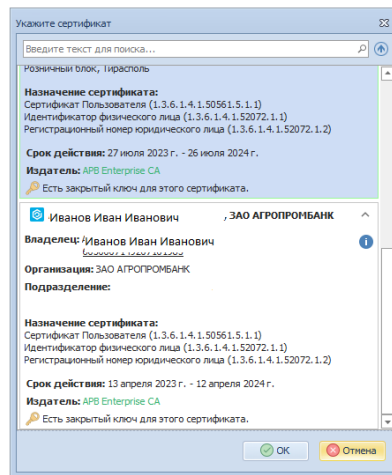 Укажите сертификат
Введите текст для поиска...
Розничный блок, Тирасполь
Назначение сертификата:
Сертификат Пользователя (1.3.6.1.4.1.50561.5.1.1)
Идентификатор физического лица (1.3.6.1.4.1.52072.1.1)
Регистрационный номер юридического лица (1.3.6.1.4.1.52072.1.2)
Срок действия: 27 июля 2023 г. - 26 июля 2024 г.
Издатель: APB Enterprise CA
Есть закрытый ключ для этого сертификата.
Иванов Иван Иванович , ЗАО АГРОПРОМБАНК
Владелец: Иванов Иван Иванович
Организация: ЗАО АГРОПРОМБАНК
Подразделение:
Назначение сертификата:
Сертификат Пользователя (1.3.6.1.4.1.50561.5.1.1)
Идентификатор физического лица (1.3.6.1.4.1.52072.1.1)
Регистрационный номер юридического лица (1.3.6.1.4.1.52072.1.2)
Срок действия: 13 апреля 2023 г. - 12 апреля 2024 г.
Издатель: APB Enterprise CA
Есть закрытый ключ для этого сертификата.
OK Отмена